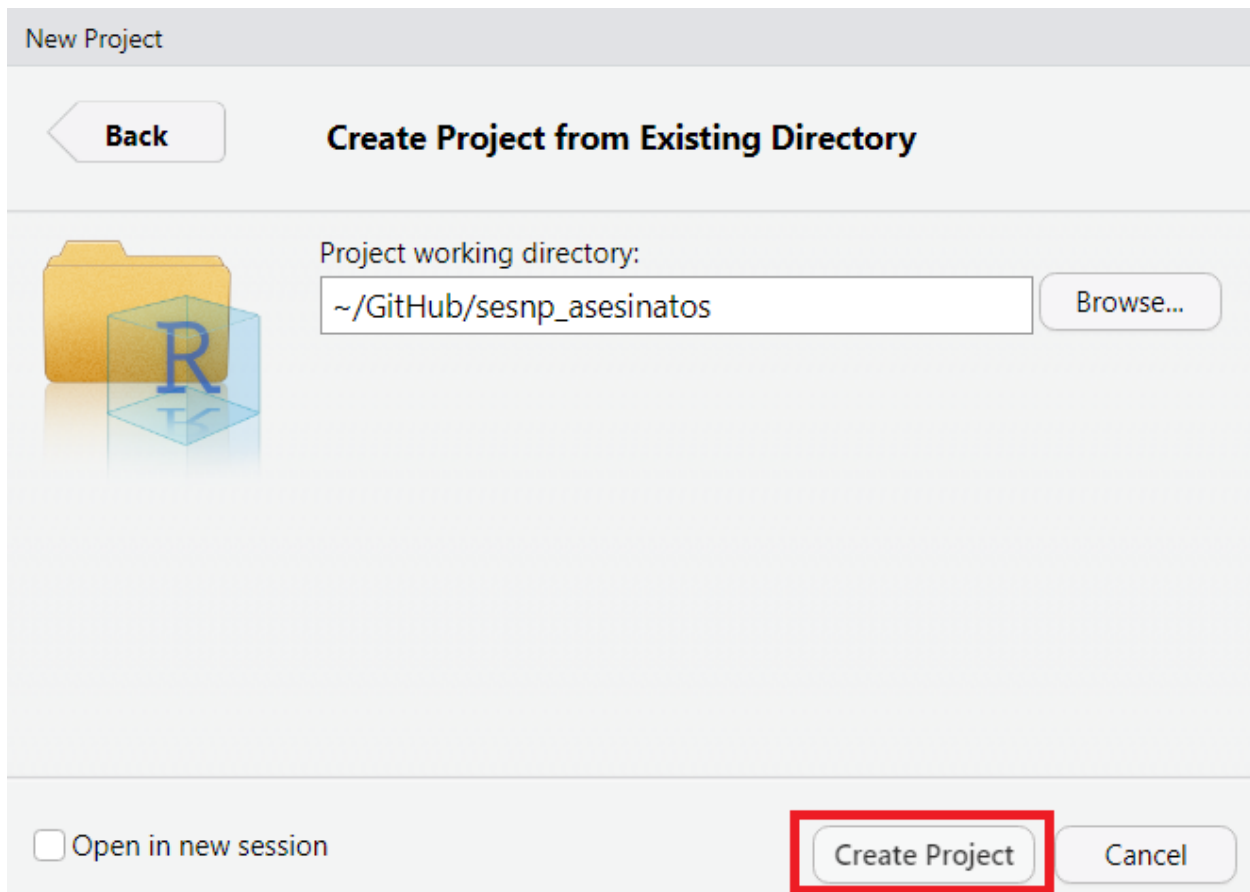 New Project
Back
Create Project from Existing Directory
Project working directory:
~/GitHub/sesnp_asesinatos
Browse...
R
Open in new session
Create Project
Cancel